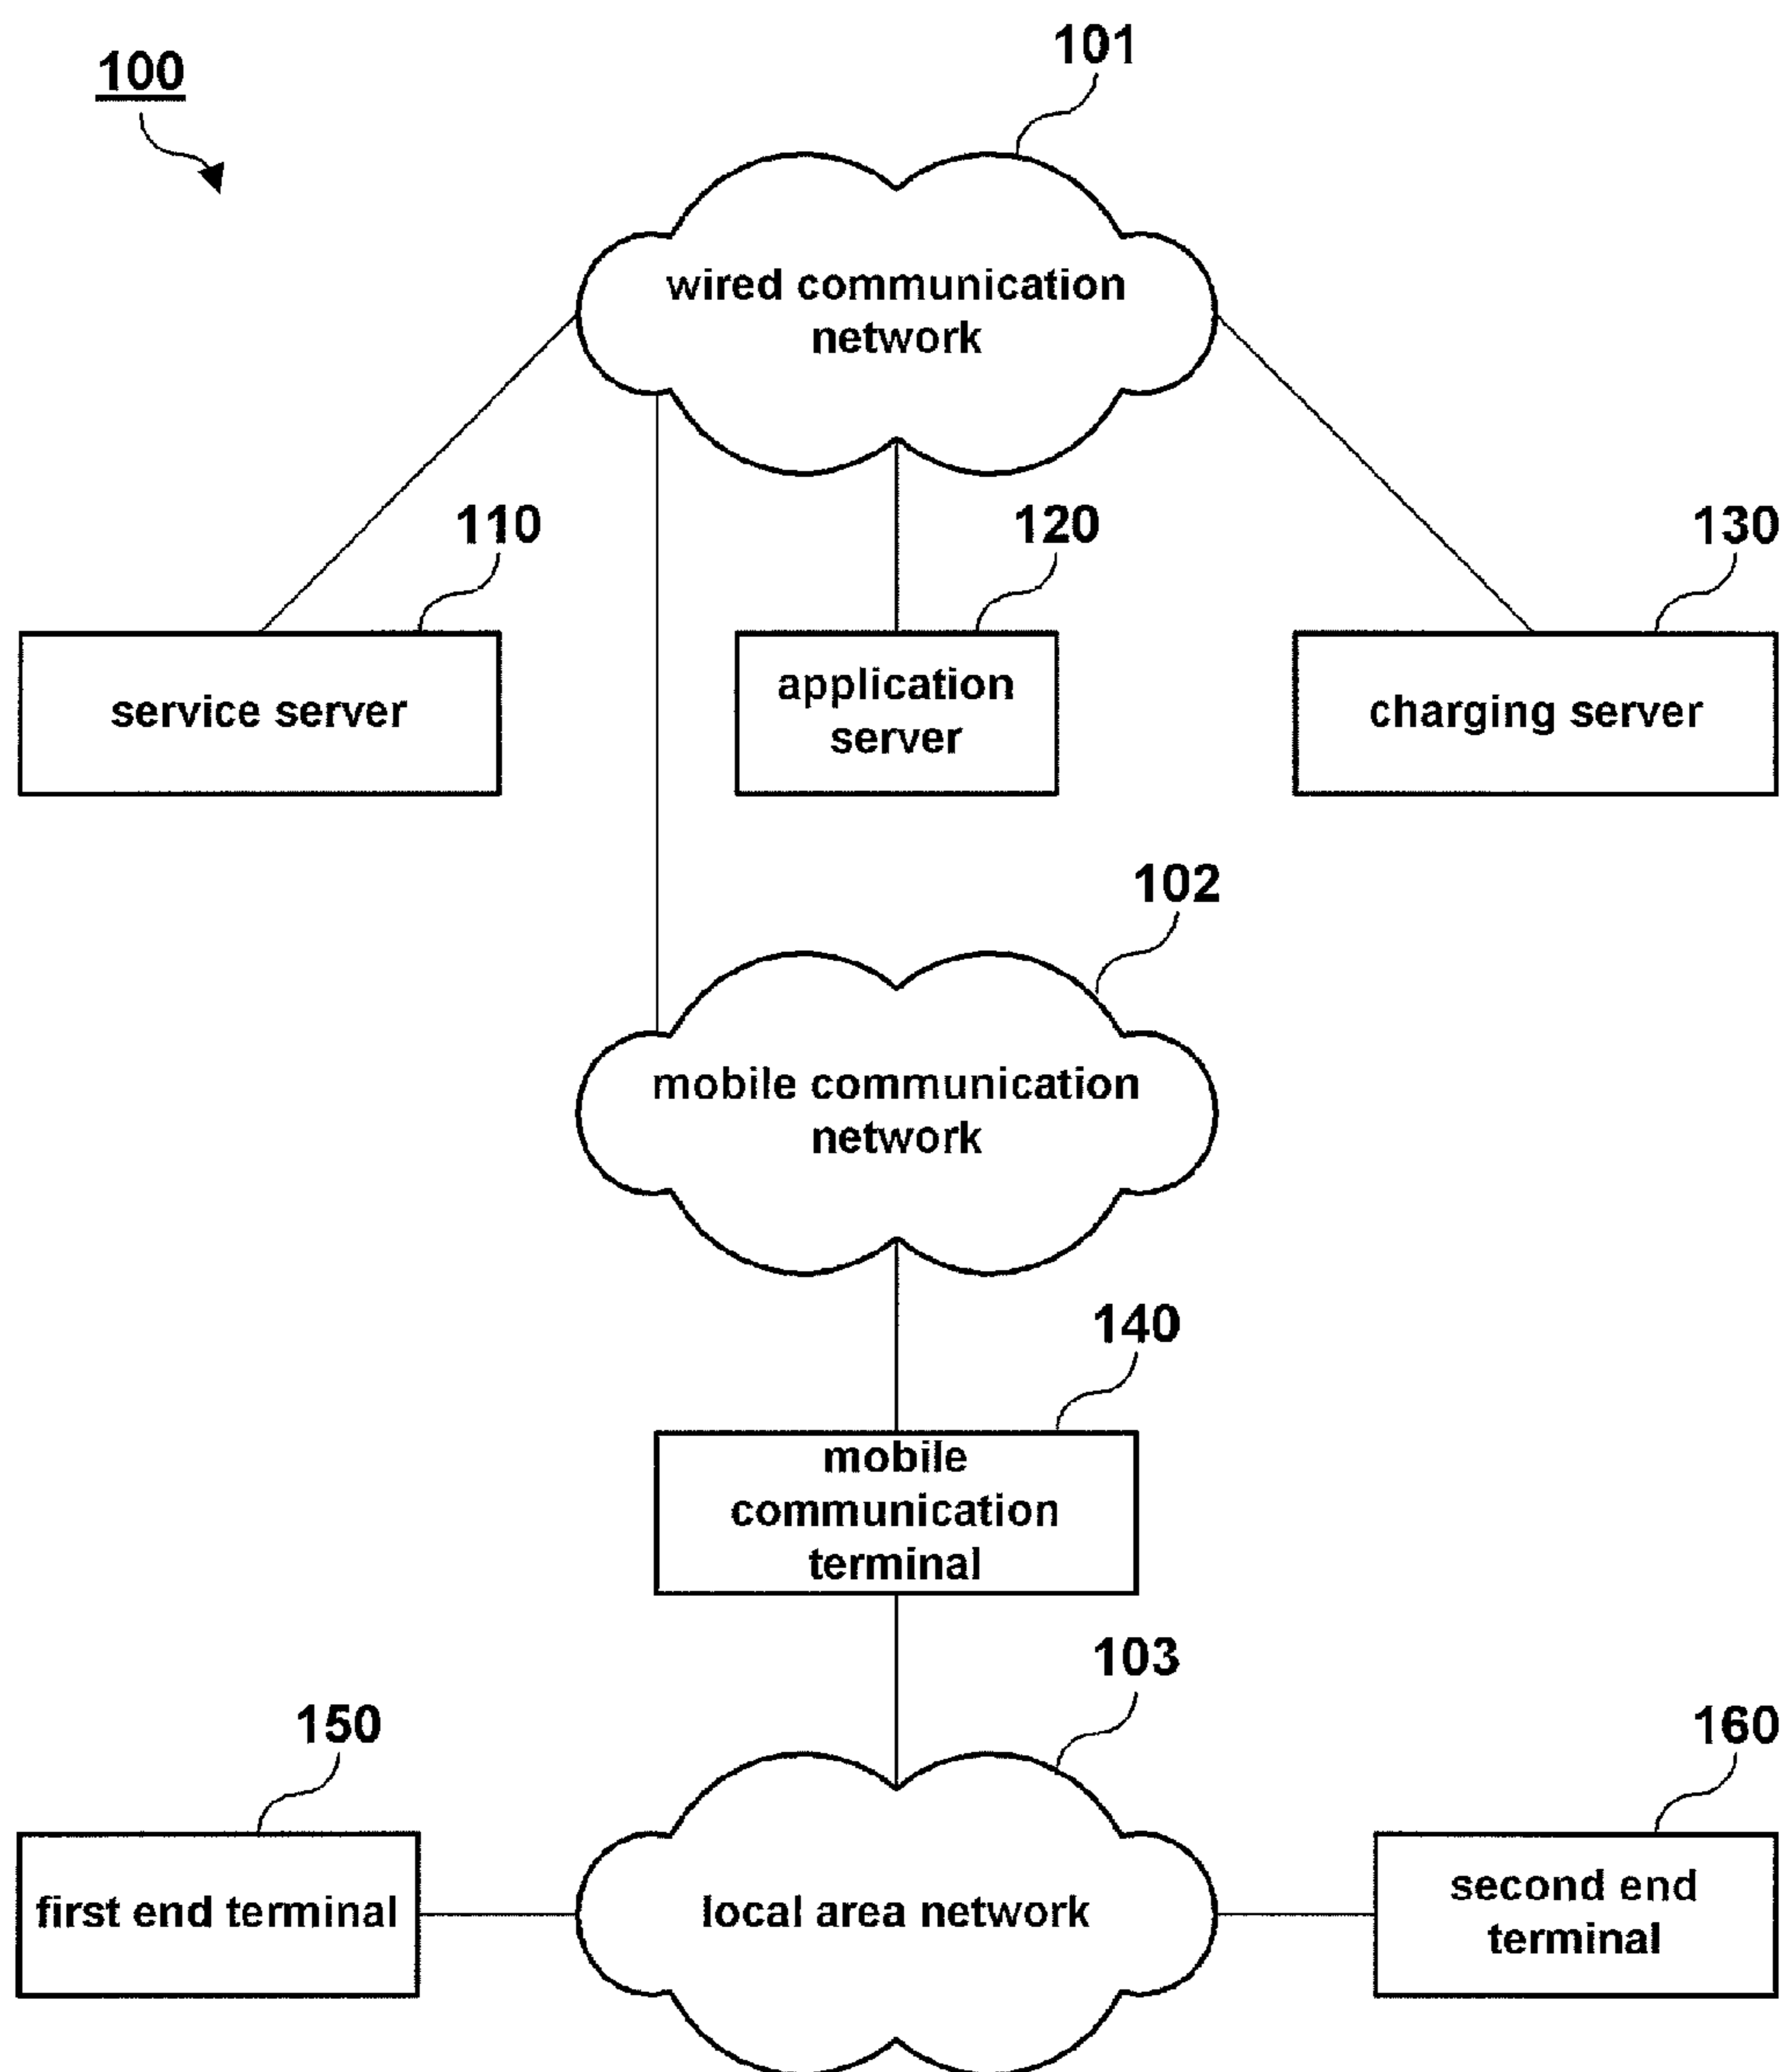 101
100
wired communication
network
110
120
130
service server
application
server
charging server
102
mobile communication
network
140
mobile
communication
terminal
103
150
160
first end terminal
local area network
second end
terminal